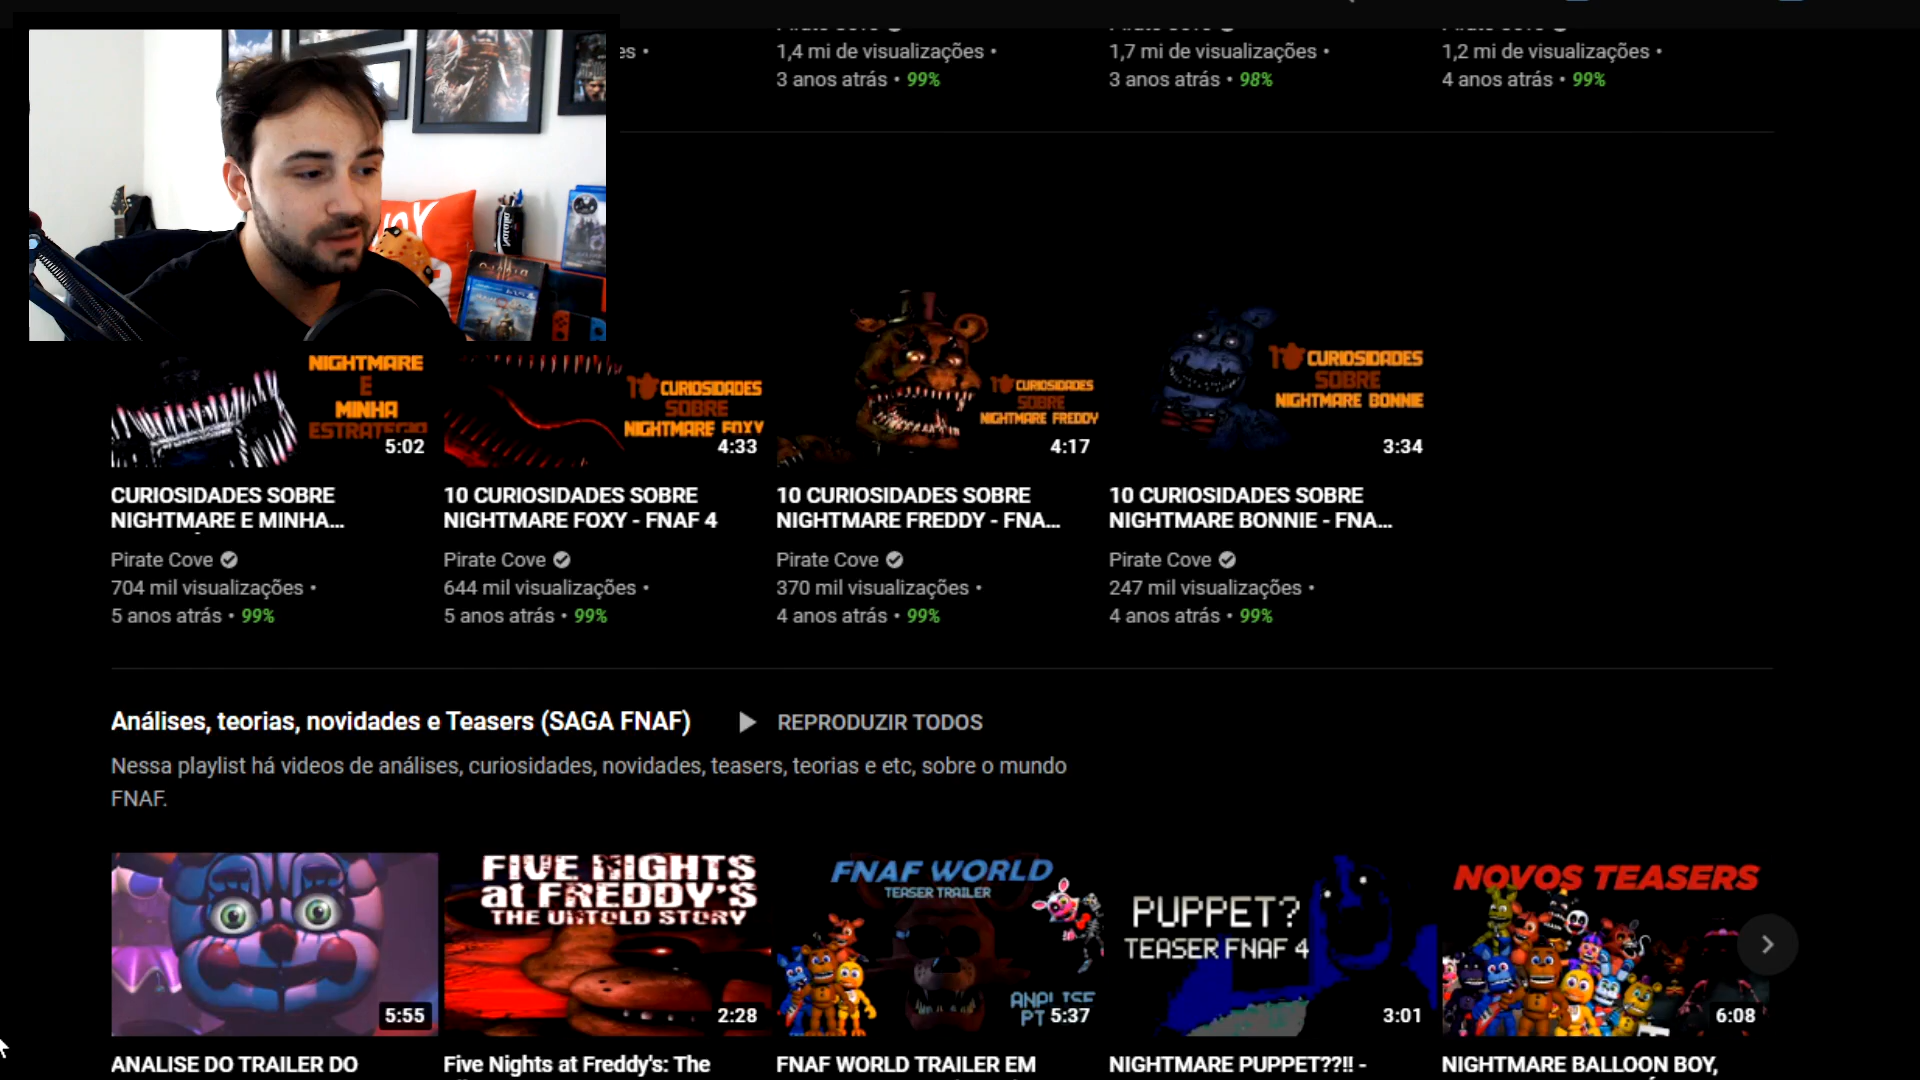 es •
1,4 mi de visualizações •
3 anos atrás • 99%
1,7 mi de visualizações •
3 anos atrás • 98%
1,2 mi de visualizações •
4 anos atrás • 99%
NIGHTMARE
E
MINHA
ESTRATEGIA
5:02
CURIOSIDADES SOBRE
NIGHTMARE E MINHA...
Pirate Cove
704 mil visualizações •
5 anos atrás • 99%
10 CURIOSIDADES
SOBRE
NIGHTMARE FOXY
4:33
10 CURIOSIDADES SOBRE
NIGHTMARE FOXY - FNAF 4
Pirate Cove
644 mil visualizações •
5 anos atrás • 99%
10 CURIOSIDADES
SOBRE
NIGHTMARE FREDDY
4:17
10 CURIOSIDADES SOBRE
NIGHTMARE FREDDY - FNA...
Pirate Cove
370 mil visualizações •
4 anos atrás • 99%
10 CURIOSIDADES
SOBRE
NIGHTMARE BONNIE
3:34
10 CURIOSIDADES SOBRE
NIGHTMARE BONNIE - FNA...
Pirate Cove
247 mil visualizações •
4 anos atrás • 99%
Análises, teorias, novidades e Teasers (SAGA FNAF)
REPRODUZIR TODOS
Nessa playlist há videos de análises, curiosidades, novidades, teasers, teorias e etc, sobre o mundo
FNAF.
5:55
ANALISE DO TRAILER DO
FIVE NIGHTS
at FREDDY'S
THE UNTOLD STORY
2:28
Five Nights at Freddy's: The
FNAF WORLD
TEASER TRAILER
ANALISE
PT
5:37
FNAF WORLD TRAILER EM
PUPPET?
TEASER FNAF 4
3:01
NIGHTMARE PUPPET??!! -
NOVOS TEASERS
6:08
NIGHTMARE BALLOON BOY,